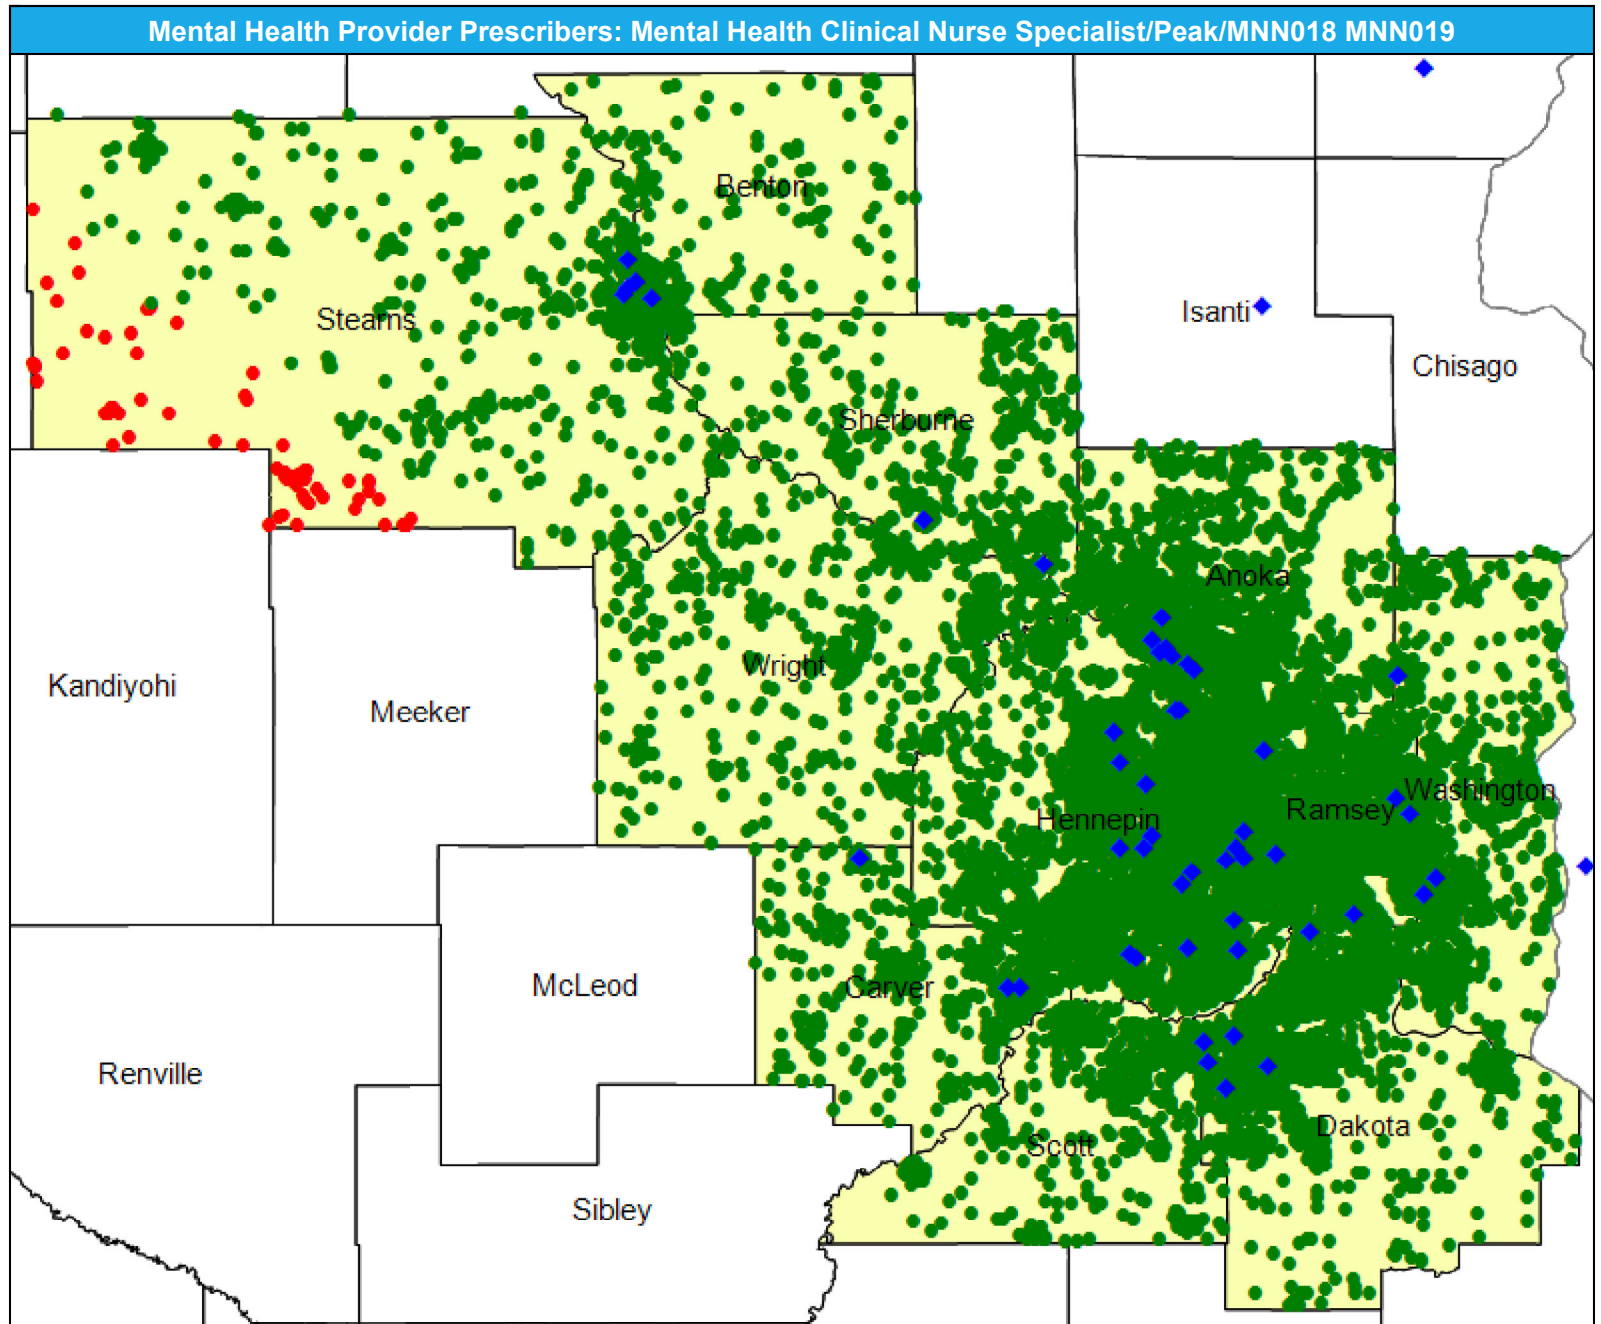 Mental Health Provider Prescribers: Mental Health Clinical Nurse Specialist/Peak/MNN018 MNN019
Benton
Stearns
Isanti
Chisago
Sherburne
Anoka
Wright
Kandiyohi
Meeker
Washington
Ramsey
Hennepin
McLeod
Carver
Renville
Dakota
Scott
Sibley